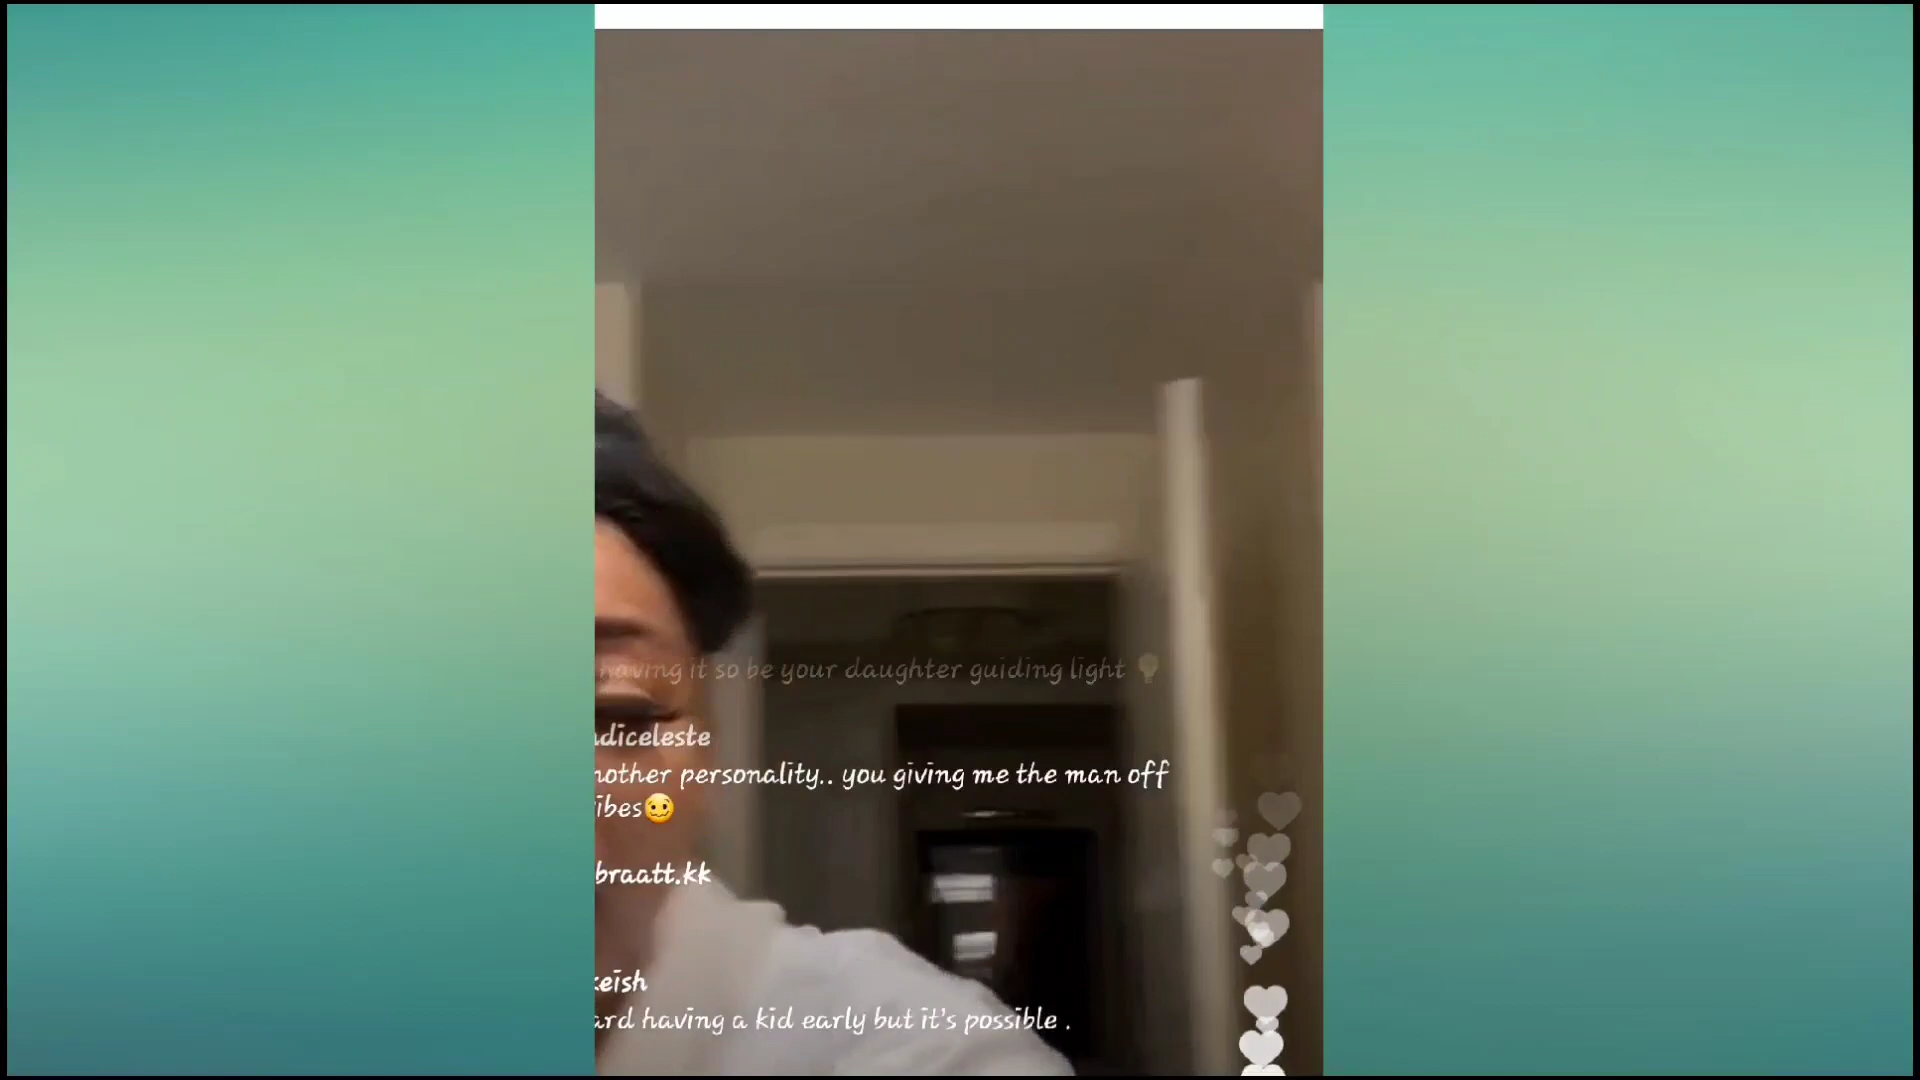 having it so be your daughter guiding light 💡
diceleste
nother personality.. you giving me the man off
ibes🥴
braatt.kk
keish
ard having a kid early but it's possible .